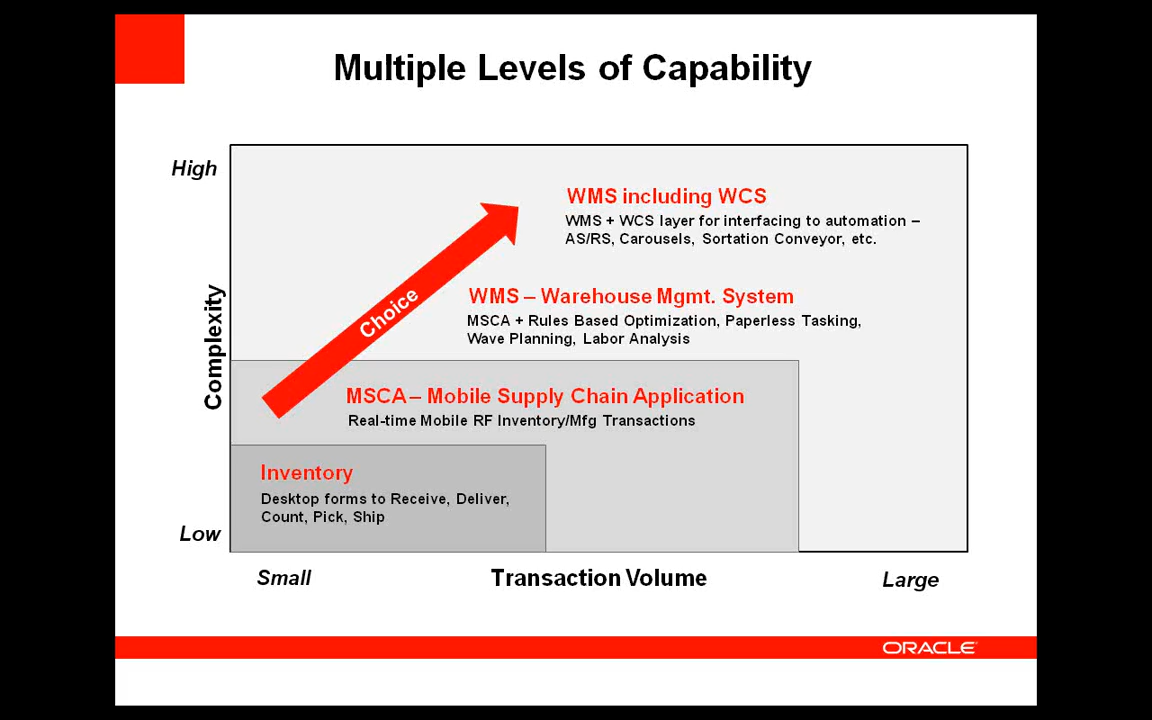 Multiple Levels of Capability
High
WMS including WCS
WMS + WCS layer for interfacing to automation –
AS/RS, Carousels, Sortation Conveyor, etc.
Choice
WMS – Warehouse Mgmt. System
MSCA + Rules Based Optimization, Paperless Tasking,
Wave Planning, Labor Analysis
Complexity
MSCA – Mobile Supply Chain Application
Real-time Mobile RF Inventory/Mfg Transactions
Inventory
Desktop forms to Receive, Deliver,
Count, Pick, Ship
Low
Small
Transaction Volume
Large
ORACLE